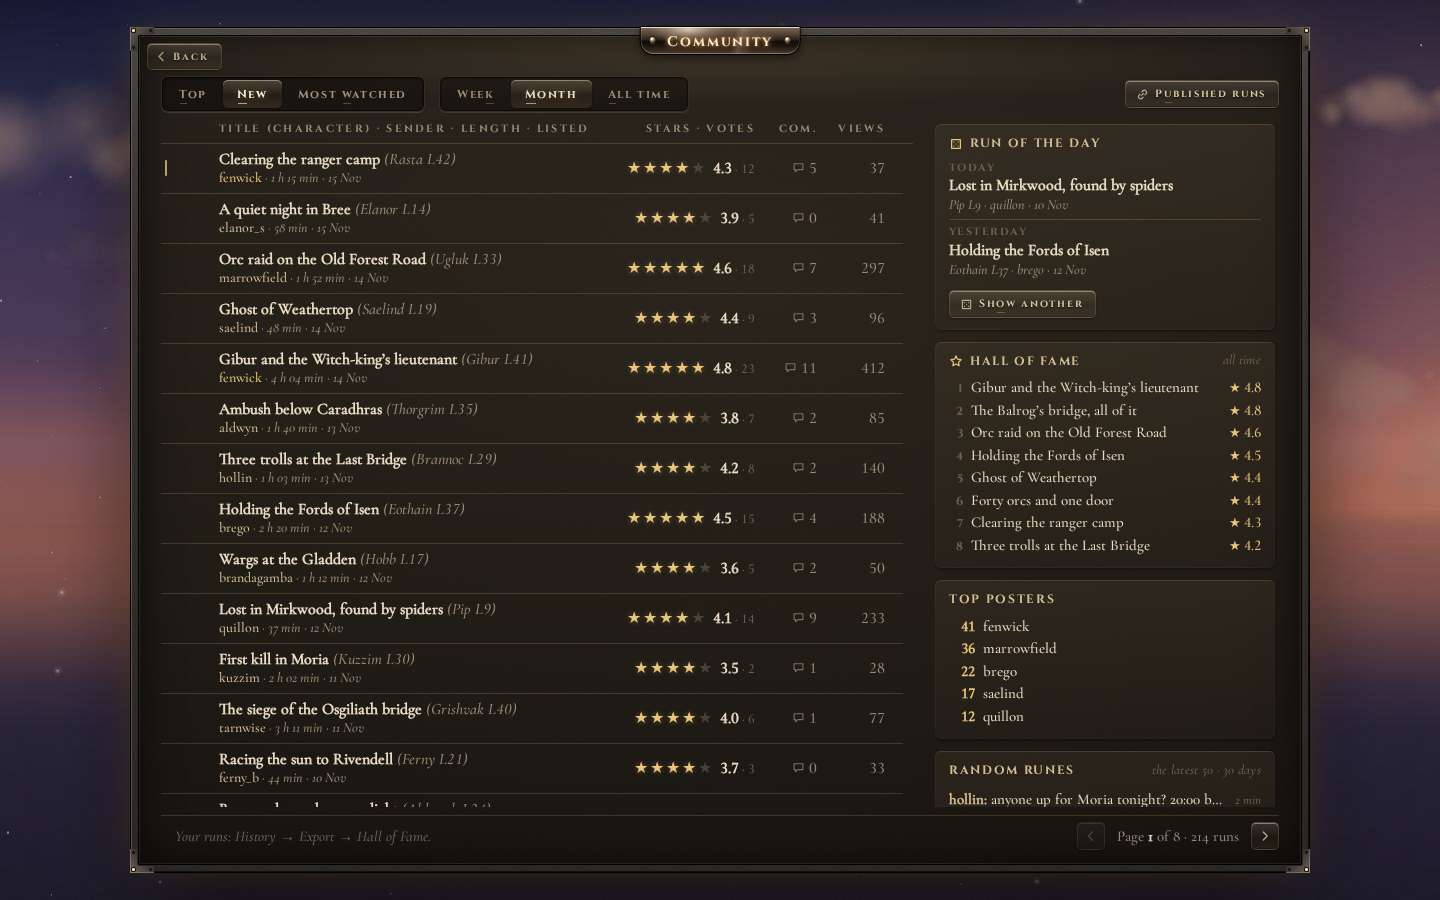 Community
Back
Top New Most watched
Week Month All time
Published runs
Title (Character) · Sender · Length · Listed Stars · Votes Com. Views
Clearing the ranger camp (Rasta L42) 4.3 · 12 5 37
fenwick · 1 h 15 min · 15 Nov
A quiet night in Bree (Elanor L14) 3.9 · 5 0 41
elanor_s · 58 min · 15 Nov
Orc raid on the Old Forest Road (Ugluk L33) 4.6 · 18 7 297
marrowfield · 1 h 52 min · 14 Nov
Ghost of Weathertop (Saelind L19) 4.4 · 9 3 96
saelind · 48 min · 14 Nov
Gibur and the Witch-king’s lieutenant (Gibur L41) 4.8 · 23 11 412
fenwick · 4 h 04 min · 14 Nov
Ambush below Caradhras (Thorgrim L35) 3.8 · 7 2 85
aldwyn · 1 h 40 min · 13 Nov
Three trolls at the Last Bridge (Brannoc L29) 4.2 · 8 2 140
hollin · 1 h 03 min · 13 Nov
Holding the Fords of Isen (Eothain L37) 4.5 · 15 4 188
brego · 2 h 20 min · 12 Nov
Wargs at the Gladden (Hobb L17) 3.6 · 5 2 50
brandagamba · 1 h 12 min · 12 Nov
Lost in Mirkwood, found by spiders (Pip L9) 4.1 · 14 9 233
quillon · 37 min · 12 Nov
First kill in Moria (Kuzzim L30) 3.5 · 2 1 28
kuzzim · 2 h 02 min · 11 Nov
The siege of the Osgiliath bridge (Grishvak L40) 4.0 · 6 1 77
tarnwise · 3 h 11 min · 11 Nov
Racing the sun to Rivendell (Ferny L21) 3.7 · 3 0 33
ferny_b · 44 min · 10 Nov
Run of the day
Today
Lost in Mirkwood, found by spiders
Pip L9 · quillon · 10 Nov
Yesterday
Holding the Fords of Isen
Eothain L37 · brego · 12 Nov
Show another
Hall of Fame all time
1 Gibur and the Witch-king’s lieutenant ★ 4.8
2 The Balrog’s bridge, all of it ★ 4.8
3 Orc raid on the Old Forest Road ★ 4.6
4 Holding the Fords of Isen ★ 4.5
5 Ghost of Weathertop ★ 4.4
6 Forty orcs and one door ★ 4.4
7 Clearing the ranger camp ★ 4.3
8 Three trolls at the Last Bridge ★ 4.2
Top posters
41 fenwick
36 marrowfield
22 brego
17 saelind
12 quillon
Random runes the latest 50 · 30 days
hollin: anyone up for Moria tonight? 20:00 b… 2 min
Your runs: History → Export → Hall of Fame.
Page 1 of 8 · 214 runs